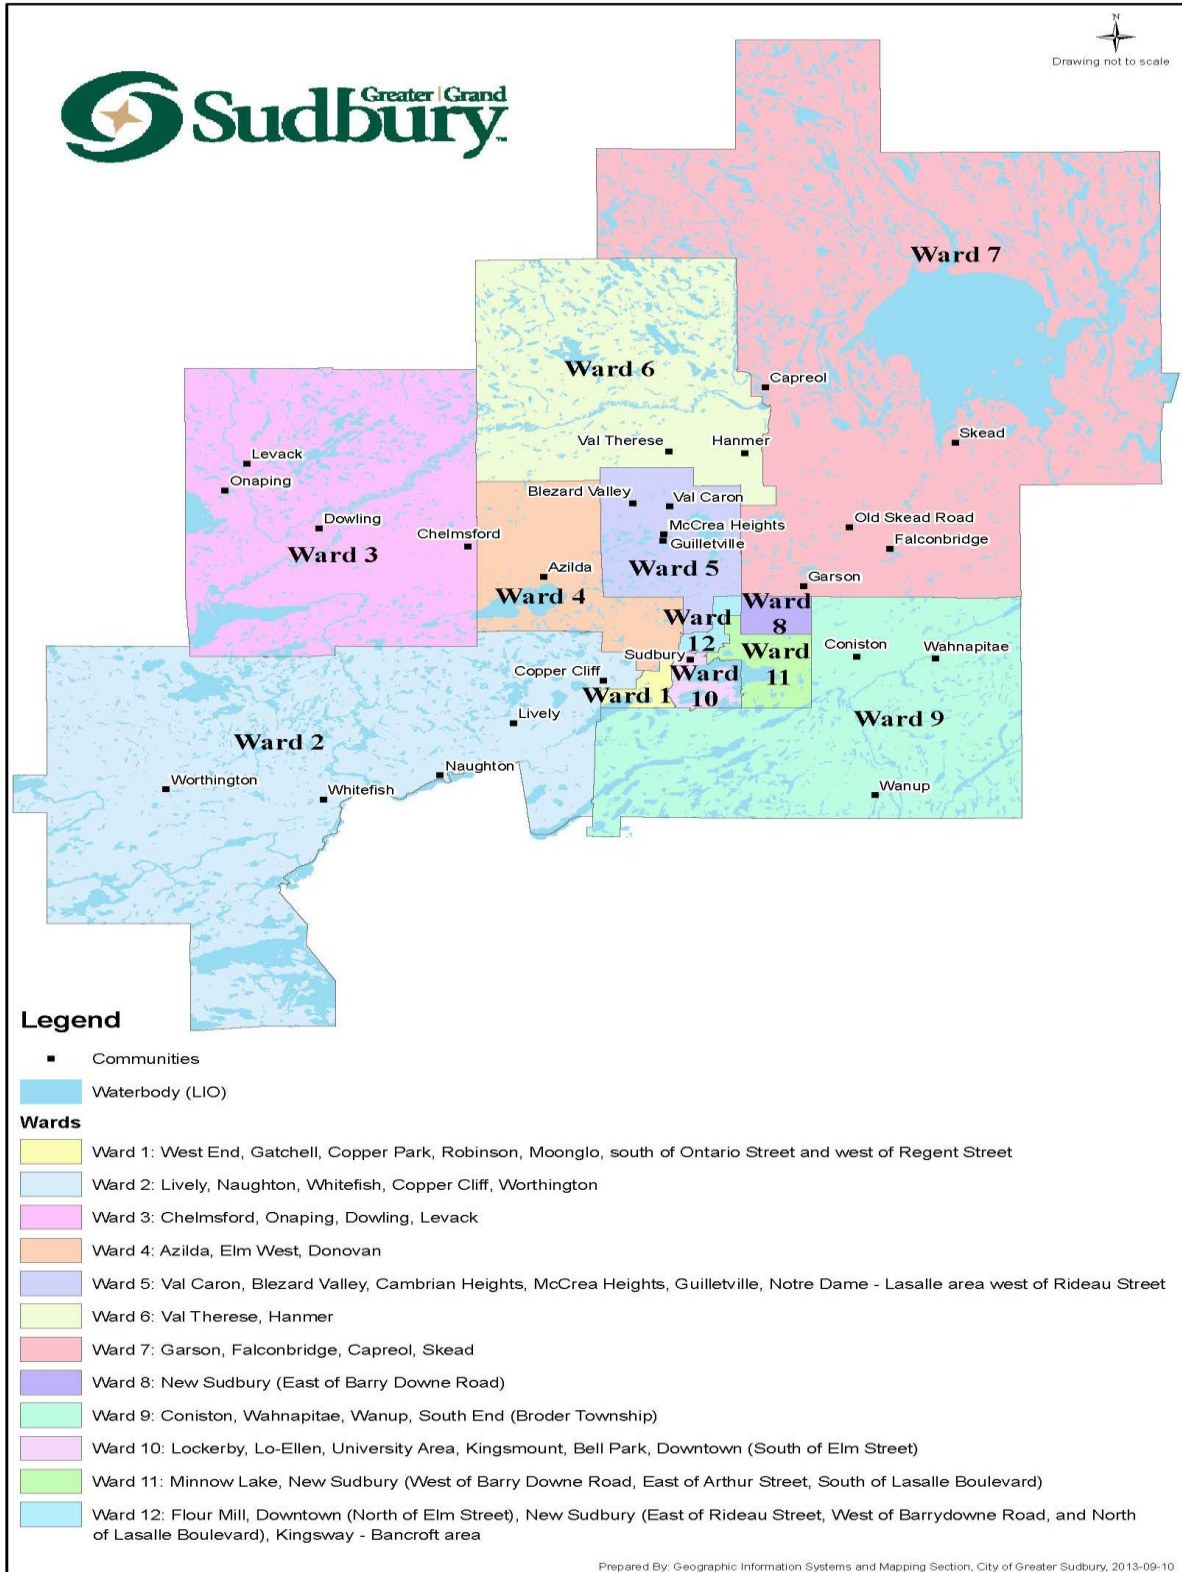 N
Drawing not to scale
Greater | Grand
Sudbury™
Ward 7
Ward 6
Capreol
Skead
Val Therese
Hanmer
Levack
Onaping
Blezard Valley
Val Caron
Dowling
Chelmsford
McCrea Heights
Guilletville
Old Skead Road
Falconbridge
Ward 3
Ward 5
Azilda
Garson
Ward 4
Ward
12
Ward
8
Sudbury
Coniston
Wahnapitae
Ward
11
Copper Cliff
Ward
10
Ward 1
Lively
Ward 9
Ward 2
Naughton
Worthington
Whitefish
Wanup
Legend
Communities
Waterbody (LIO)
Wards
Ward 1: West End, Gatchell, Copper Park, Robinson, Moonglo, south of Ontario Street and west of Regent Street
Ward 2: Lively, Naughton, Whitefish, Copper Cliff, Worthington
Ward 3: Chelmsford, Onaping, Dowling, Levack
Ward 4: Azilda, Elm West, Donovan
Ward 5: Val Caron, Blezard Valley, Cambrian Heights, McCrea Heights, Guilletville, Notre Dame - Lasalle area west of Rideau Street
Ward 6: Val Therese, Hanmer
Ward 7: Garson, Falconbridge, Capreol, Skead
Ward 8: New Sudbury (East of Barry Downe Road)
Ward 9: Coniston, Wahnapitae, Wanup, South End (Broder Township)
Ward 10: Lockerby, Lo-Ellen, University Area, Kingsmount, Bell Park, Downtown (South of Elm Street)
Ward 11: Minnow Lake, New Sudbury (West of Barry Downe Road, East of Arthur Street, South of Lasalle Boulevard)
Ward 12: Flour Mill, Downtown (North of Elm Street), New Sudbury (East of Rideau Street, West of Barrydowne Road, and North
of Lasalle Boulevard), Kingsway - Bancroft area
Prepared By: Geographic Information Systems and Mapping Section, City of Greater Sudbury, 2013-09-10